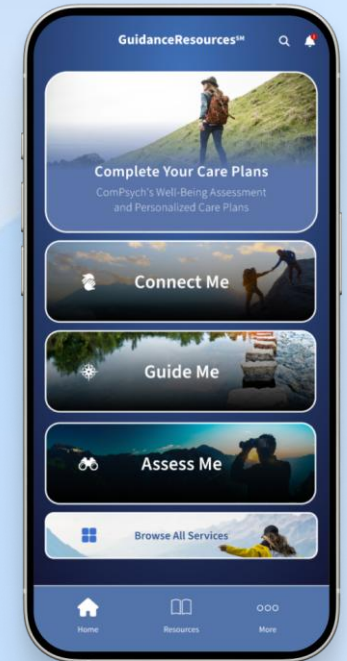 GuidanceResources℠
Complete Your Care Plans
ComPsych's Well-Being Assessment
and Personalized Care Plans
Connect Me
Guide Me
Assess Me
Browse All Services
Home Resources More